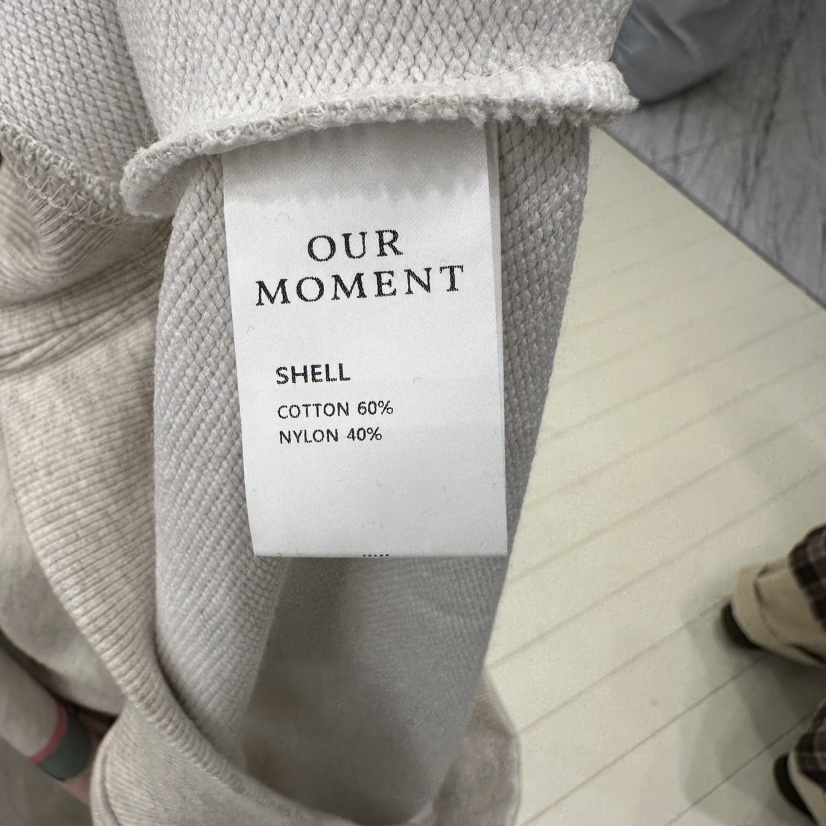 OUR
MOMENT
SHELL
COTTON 60%
NYLON 40%